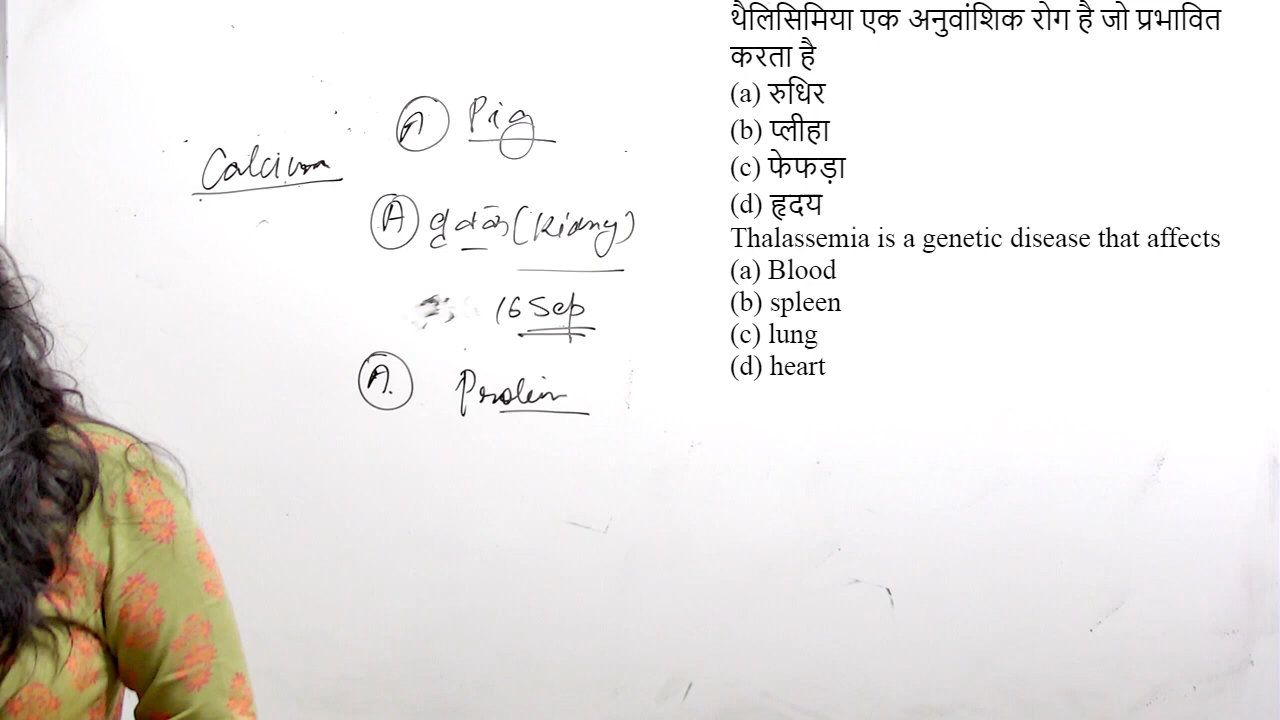 Calcium
A Pig
A वृक्क (Kidny)
16 Sep
A. Protein
थैलिसिमिया एक अनुवांशिक रोग है जो प्रभावित
करता है
(a) रुधिर
(b) प्लीहा
(c) फेफड़ा
(d) हृदय
Thalassemia is a genetic disease that affects
(a) Blood
(b) spleen
(c) lung
(d) heart